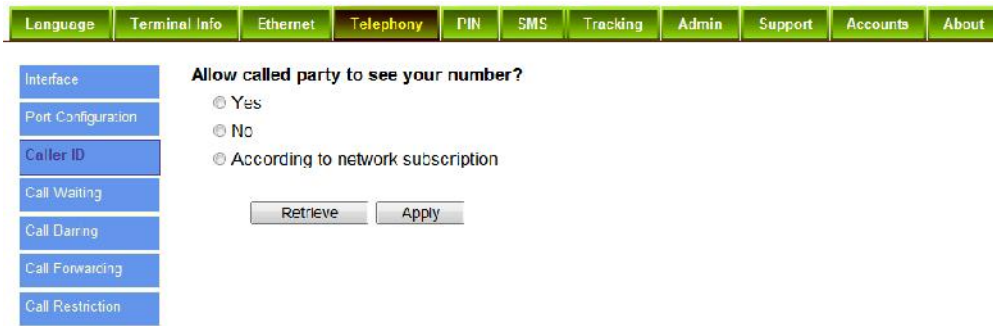 Language Terminal Info Ethernet Telephony PIN SMS Tracking Admin Support Accounts About
Interface
Port Configuration
Caller ID
Call Waiting
Call Barring
Call Forwarding
Call Restriction
Allow called party to see your number?
Yes
No
According to network subscription
Retrieve Apply